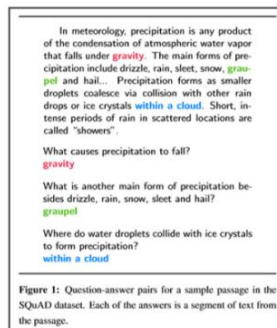 In meteorology, precipitation is any product
of the condensation of atmospheric water vapor
that falls under gravity. The main forms of pre-
cipitation include drizzle, rain, sleet, snow, grau-
pel and hail... Precipitation forms as smaller
droplets coalesce via collision with other rain
drops or ice crystals within a cloud. Short, in-
tense periods of rain in scattered locations are
called "showers".
What causes precipitation to fall?
gravity
What is another main form of precipitation be-
sides drizzle, rain, snow, sleet and hail?
graupel
Where do water droplets collide with ice crystals
to form precipitation?
within a cloud
Figure 1: Question-answer pairs for a sample passage in the
SQuAD dataset. Each of the answers is a segment of text from
the passage.